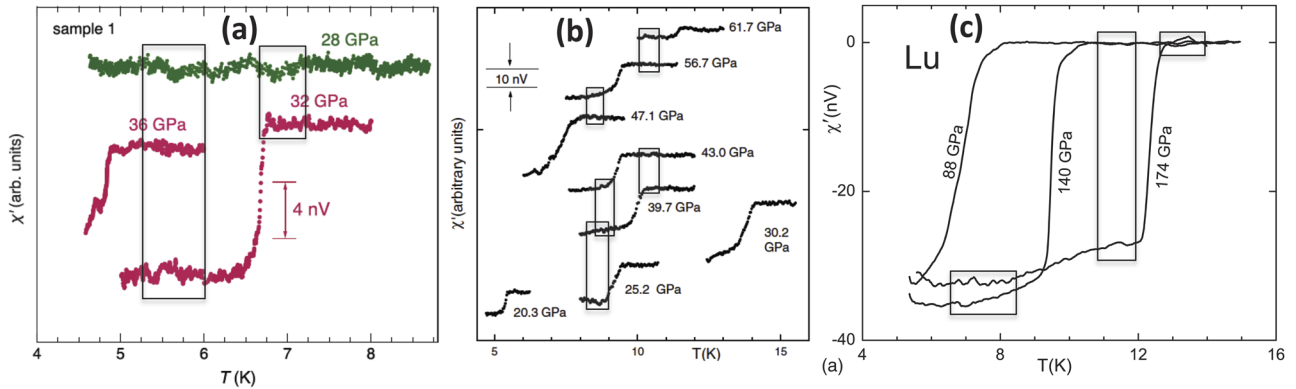 sample 1
(a)
28 GPa
36 GPa
32 GPa
4 nV
χ′ (arb. units)
4
5
6
7
8
T (K)
(b)
61.7 GPa
56.7 GPa
10 nV
47.1 GPa
43.0 GPa
39.7 GPa
30.2
GPa
25.2 GPa
20.3 GPa
χ′(arbitrary units)
5
10
15
T(K)
(c)
Lu
88 GPa
140 GPa
174 GPa
χ′(nV)
0
-20
-40
4
8
12
16
T(K)
(a)